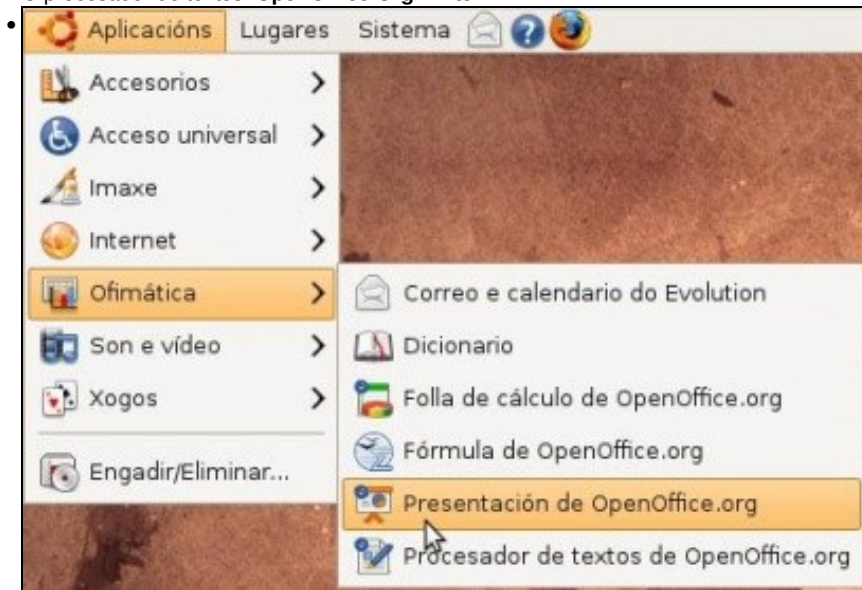 Aplicacións Lugares Sistema
Accesorios
Acceso universal
Imaxe
Internet
Ofimática
Son e vídeo
Xogos
Engadir/Eliminar...
Correo e calendario do Evolution
Dicionario
Folla de cálculo de OpenOffice.org
Fórmula de OpenOffice.org
Presentación de OpenOffice.org
Procesador de textos de OpenOffice.org